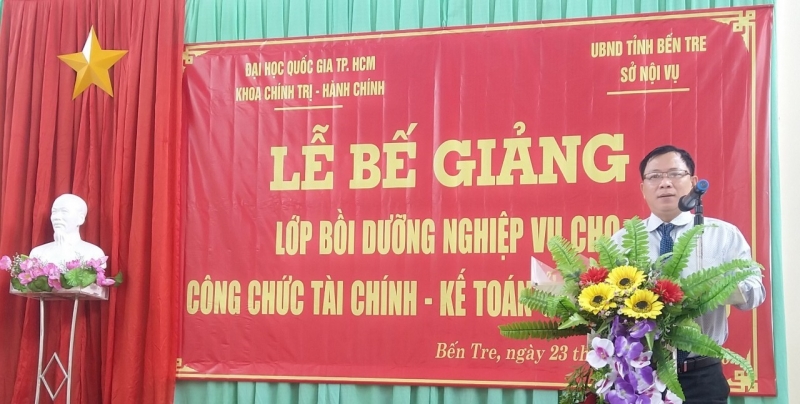 ĐẠI HỌC QUỐC GIA TP. HCM
KHOA CHÍNH TRỊ - HÀNH CHÍNH
UBND TỈNH BẾN TRE
SỞ NỘI VỤ
LỄ BẾ GIẢNG
LỚP BỒI DƯỠNG NGHIỆP VỤ CHO
CÔNG CHỨC TÀI CHÍNH - KẾ TOÁN
Bến Tre, ngày 23